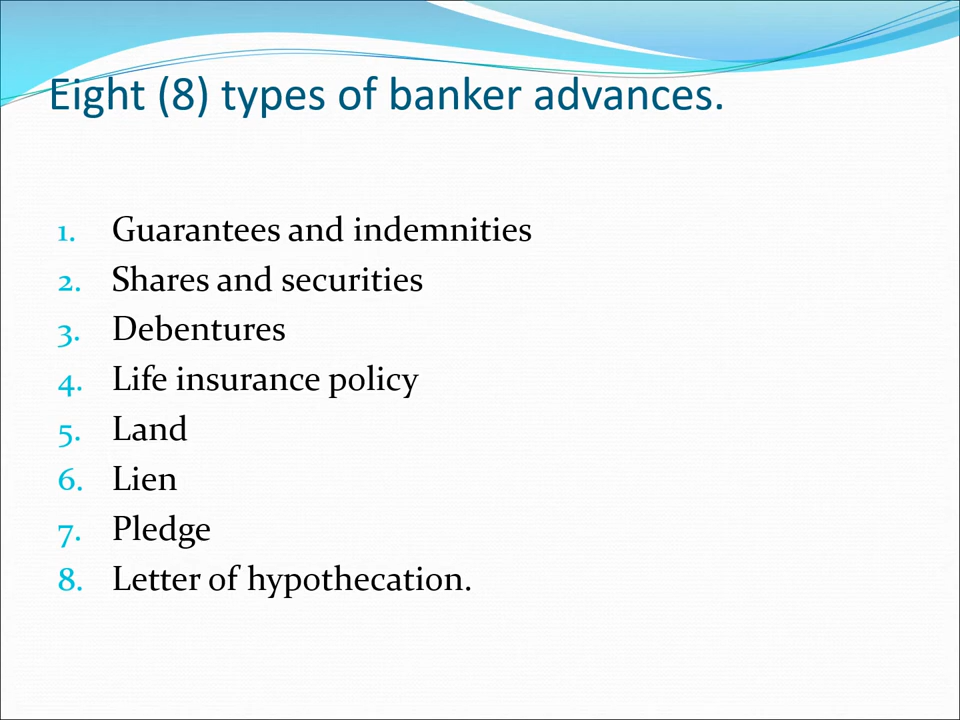 Eight (8) types of banker advances.
1. Guarantees and indemnities
2. Shares and securities
3. Debentures
4. Life insurance policy
5. Land
6. Lien
7. Pledge
8. Letter of hypothecation.